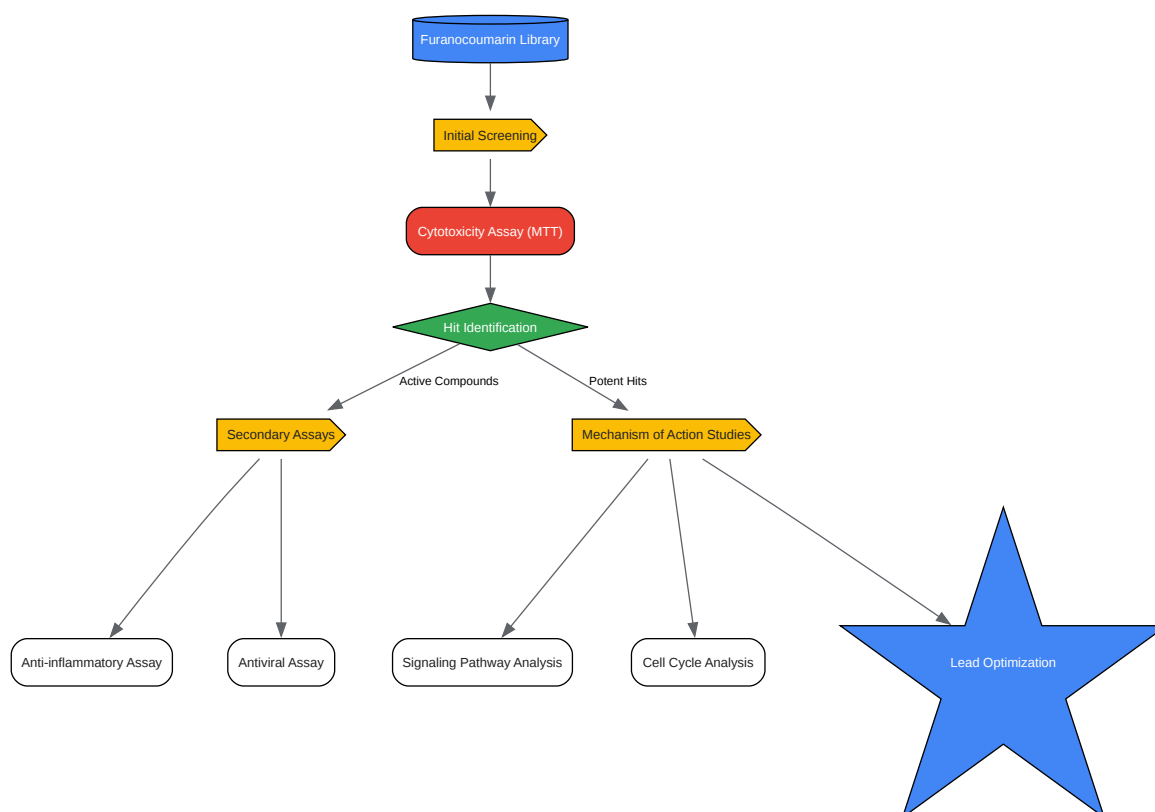 Furanocoumarin Library
Initial Screening
Cytotoxicity Assay (MTT)
Hit Identification
Active Compounds
Potent Hits
Secondary Assays
Mechanism of Action Studies
Anti-inflammatory Assay
Antiviral Assay
Signaling Pathway Analysis
Cell Cycle Analysis
Lead Optimization